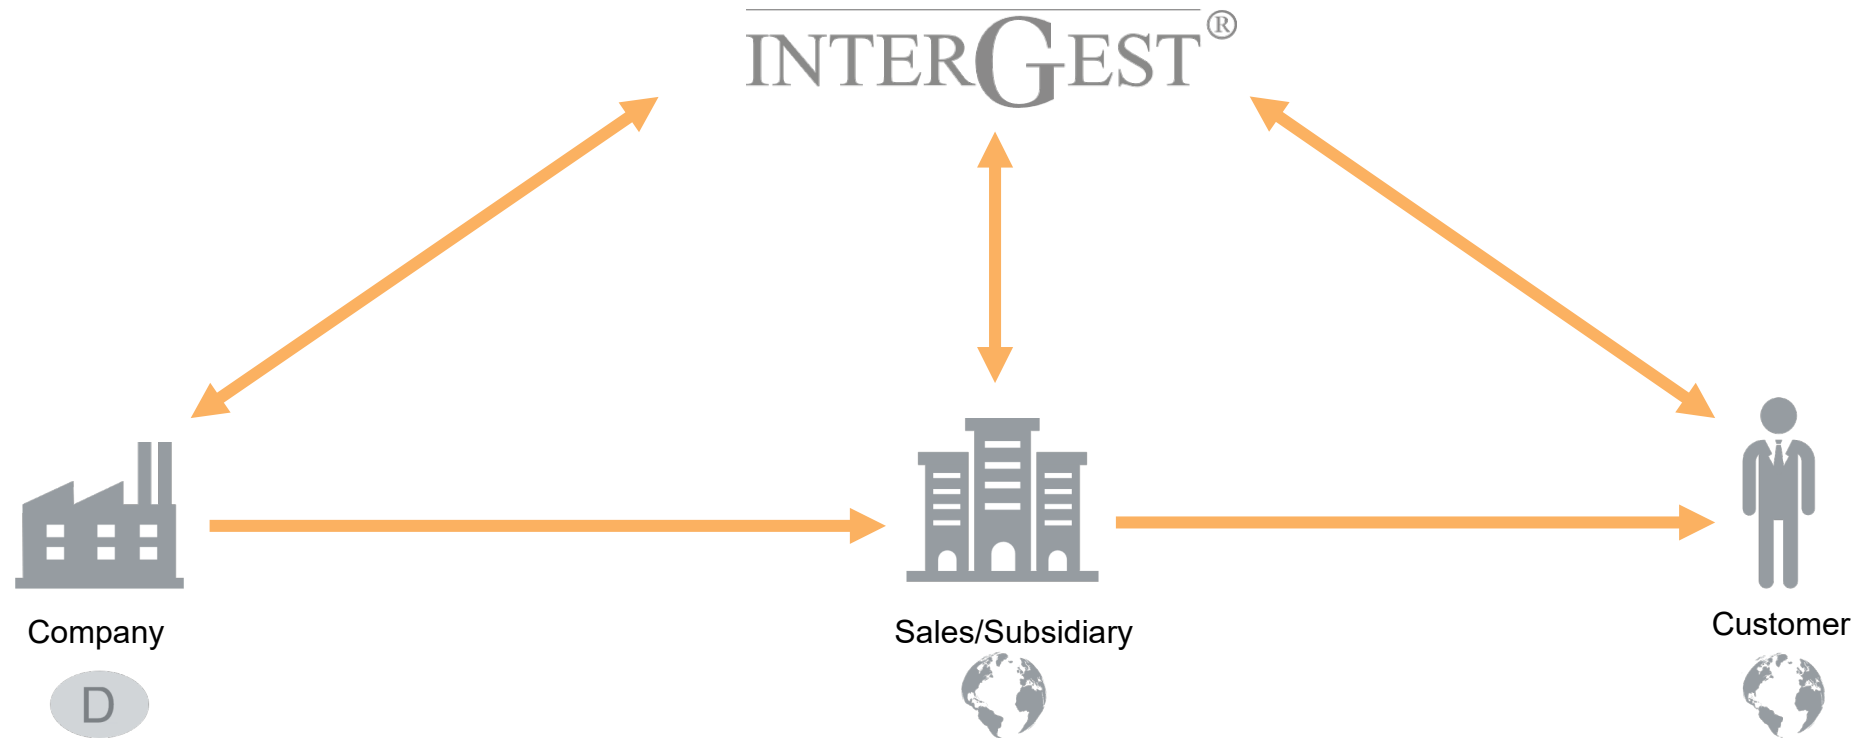 INTERGEST®
Company
Sales/Subsidiary
Customer
D